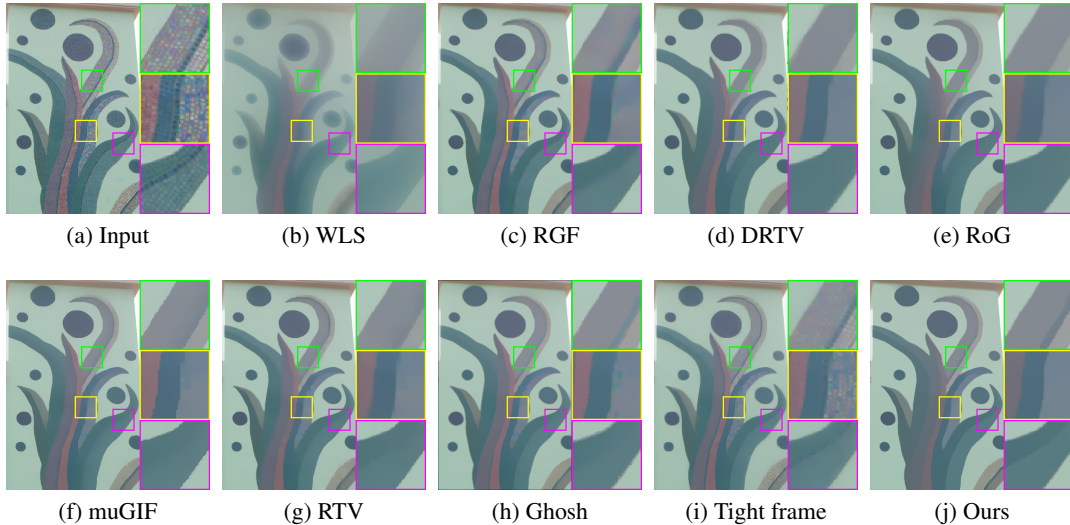 (a) Input
(b) WLS
(c) RGF
(d) DRTV
(e) RoG
(f) muGIF
(g) RTV
(h) Ghosh
(i) Tight frame
(j) Ours